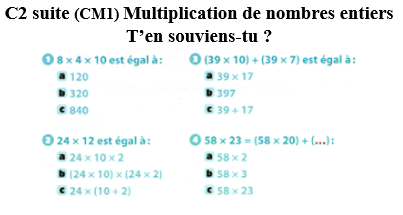 C2 suite (CM1) Multiplication de nombres entiers
T'en souviens-tu ?
1 8 × 4 × 10 est égal à :
a 120
b 320
c 840
2 24 × 12 est égal à :
a 24 × 10 × 2
b (24 × 10) × (24 × 2)
c 24 × (10 + 2)
3 (39 × 10) + (39 × 7) est égal à :
a 39 × 17
b 397
c 39 + 17
4 58 × 23 = (58 × 20) + (...) :
a 58 × 2
b 58 × 3
c 58 × 23